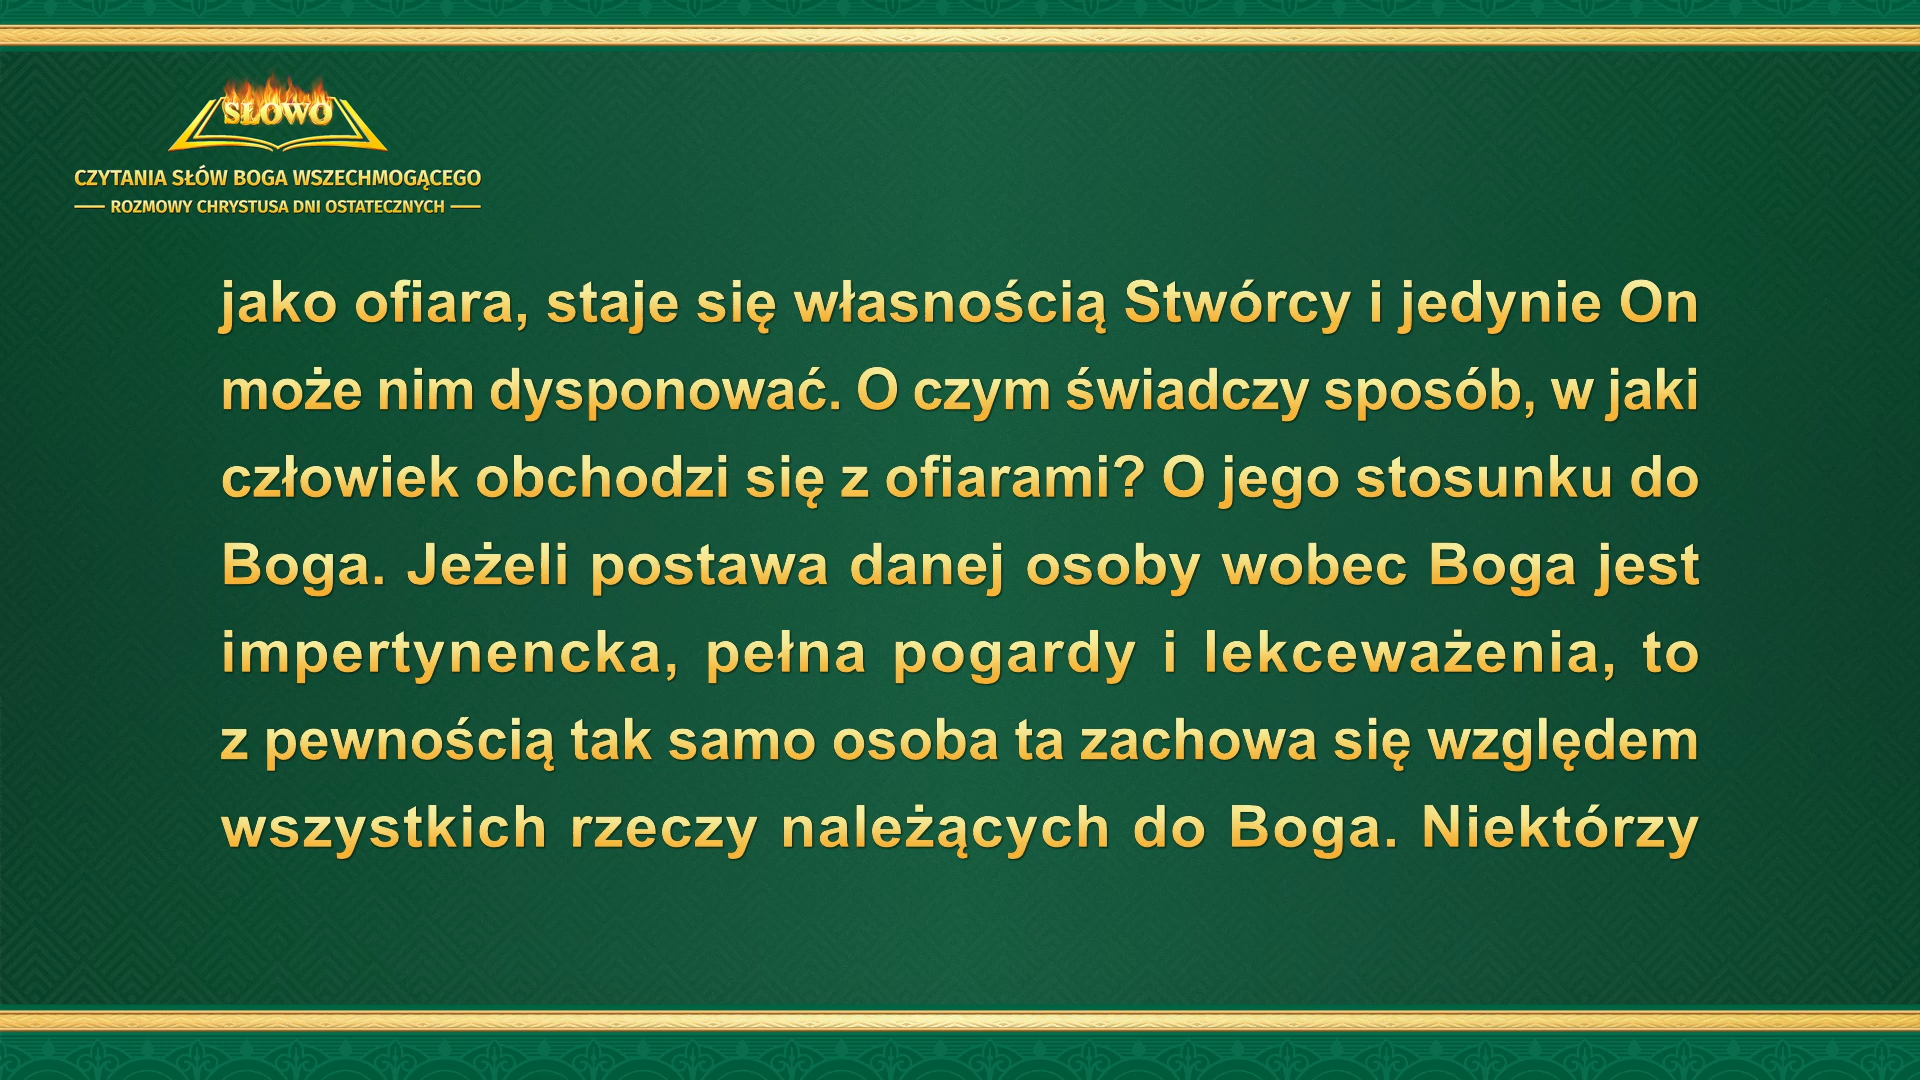 SŁOWO
CZYTANIA SŁÓW BOGA WSZECHMOGĄCEGO
ROZMOWY CHRYSTUSA DNI OSTATECZNYCH
jako ofiara, staje się własnością Stwórcy i jedynie On
może nim dysponować. O czym świadczy sposób, w jaki
człowiek obchodzi się z ofiarami? O jego stosunku do
Boga. Jeżeli postawa danej osoby wobec Boga jest
impertynencka, pełna pogardy i lekceważenia, to
z pewnością tak samo osoba ta zachowa się względem
wszystkich rzeczy należących do Boga. Niektórzy